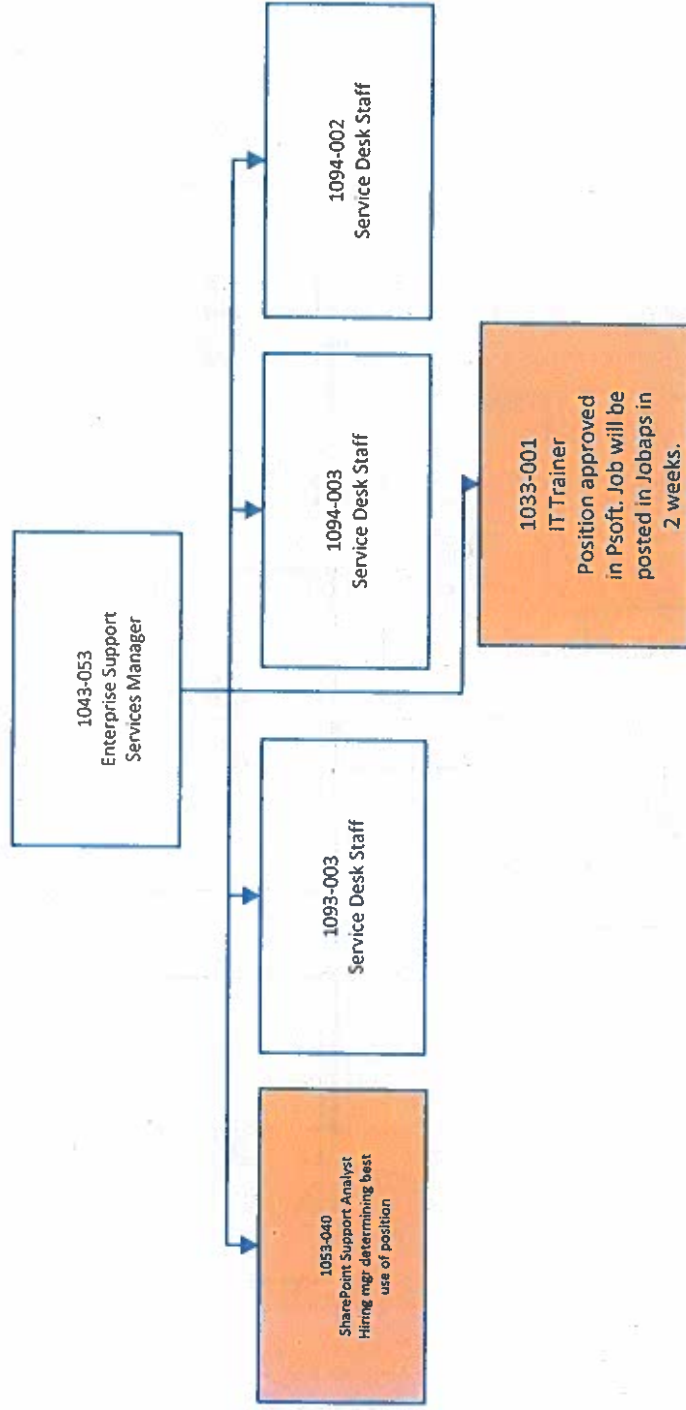 1043-053
Enterprise Support
Services Manager
1053-040
SharePoint Support Analyst
Hiring mgr determining best
use of position
1093-003
Service Desk Staff
1094-003
Service Desk Staff
1094-002
Service Desk Staff
1033-001
IT Trainer
Position approved
in Psoft. Job will be
posted in Jobaps in
2 weeks.